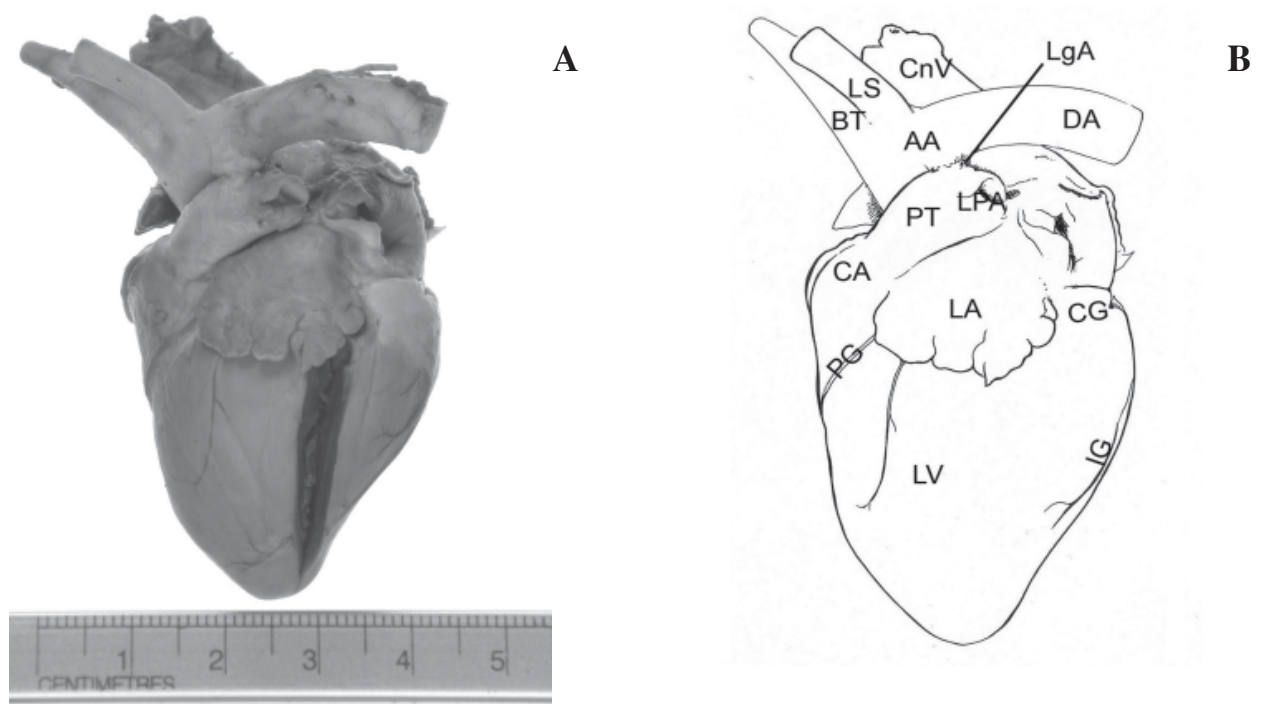 A
1 2 3 4 5
CENTIMETRES
B
LgA
CnV
LS
BT
DA
AA
LPA
PT
CA
LA
CG
PG
IG
LV